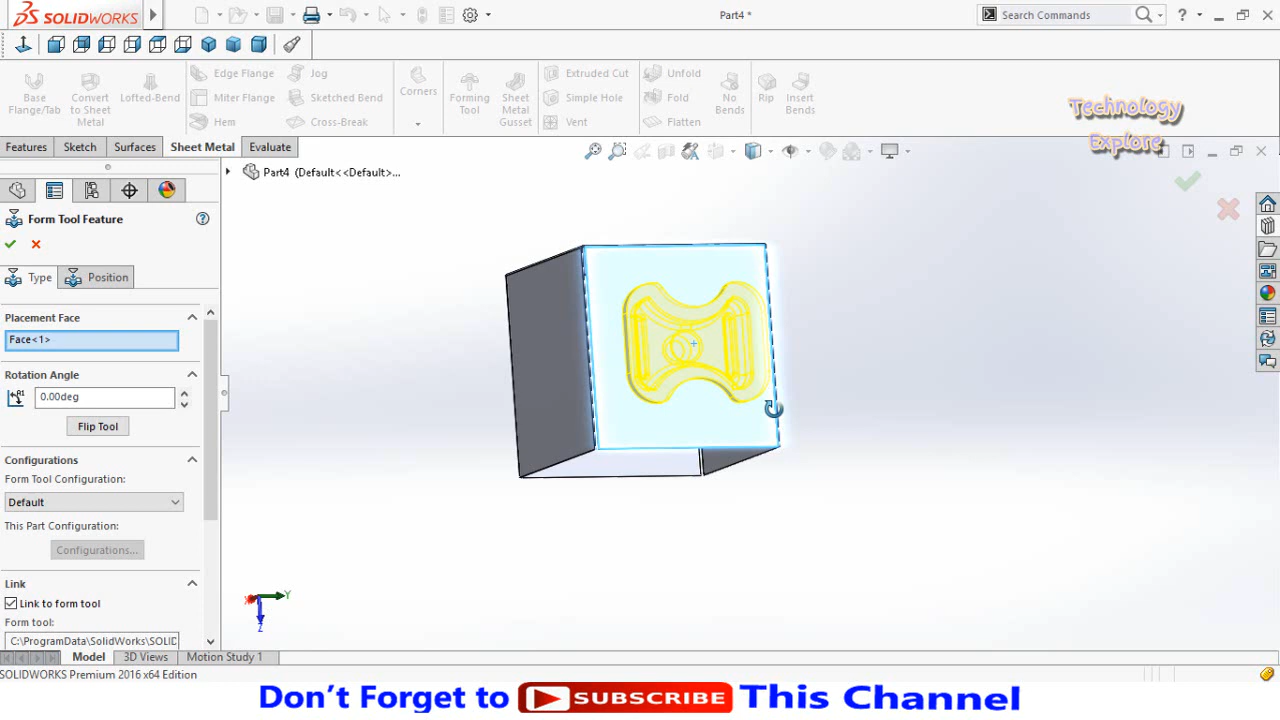 SOLIDWORKS
Part4 *
Search Commands
Base Flange/Tab
Convert to Sheet Metal
Lofted-Bend
Edge Flange
Miter Flange
Hem
Jog
Sketched Bend
Cross-Break
Corners
Forming Tool
Sheet Metal Gusset
Extruded Cut
Simple Hole
Vent
Unfold
Fold
Flatten
No Bends
Rip
Insert Bends
Technology
Explore
Features
Sketch
Surfaces
Sheet Metal
Evaluate
Part4 (Default<<Default>...
Form Tool Feature
Type
Position
Placement Face
Face<1>
Rotation Angle
0.00deg
Flip Tool
Configurations
Form Tool Configuration:
Default
This Part Configuration:
Configurations...
Link
Link to form tool
Form tool:
C:\ProgramData\SolidWorks\SOLID
X
Y
Z
Model
3D Views
Motion Study 1
SOLIDWORKS Premium 2016 x64 Edition
Don't Forget to SUBSCRIBE This Channel